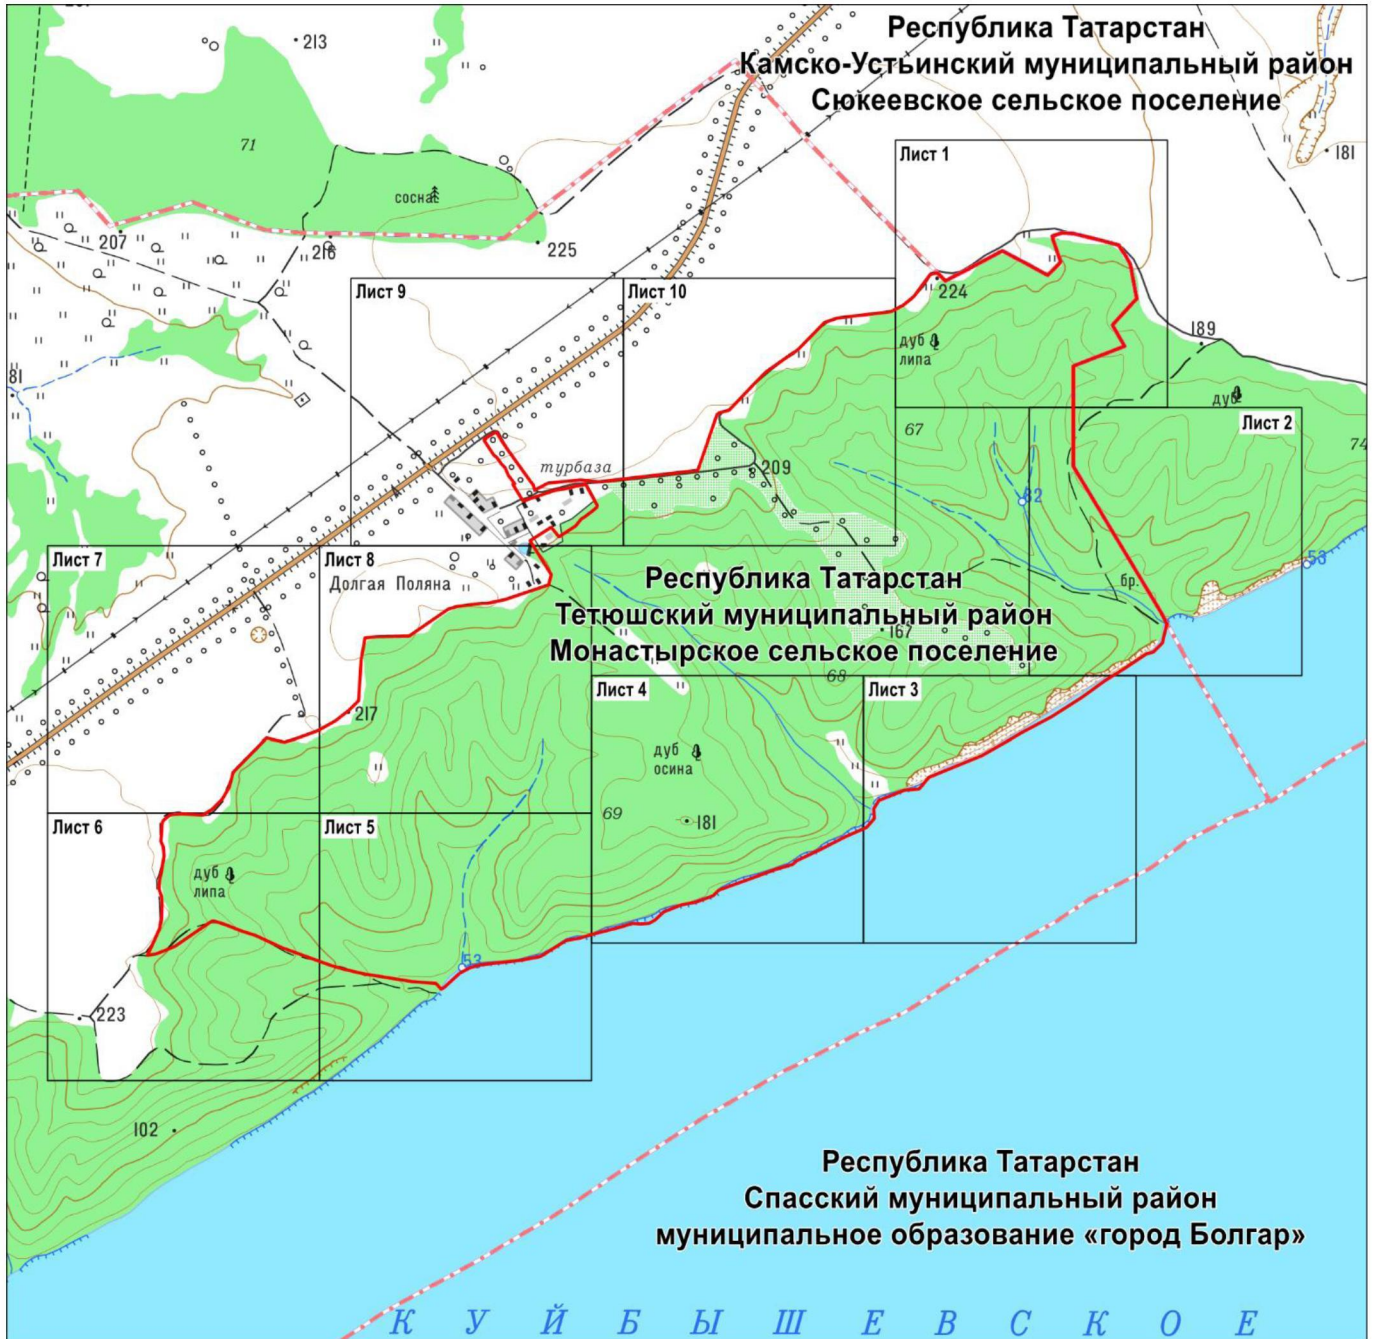 Республика Татарстан
Камско-Устьинский муниципальный район
Сюкеевское сельское поселение
213
71
сосна
181
Лист 1
207
216
225
Лист 9
Лист 10
224
189
дуб
липа
81
дуб
67
Лист 2
74
турбаза
209
82
Лист 7
Лист 8
53
Долгая Поляна
Республика Татарстан
Тетюшский муниципальный район
Монастырское сельское поселение
бр.
167
68
Лист 4
Лист 3
217
дуб
осина
69
181
Лист 6
Лист 5
дуб
липа
53
223
102
Республика Татарстан
Спасский муниципальный район
муниципальное образование «город Болгар»
КУЙБЫШЕВСКОЕ